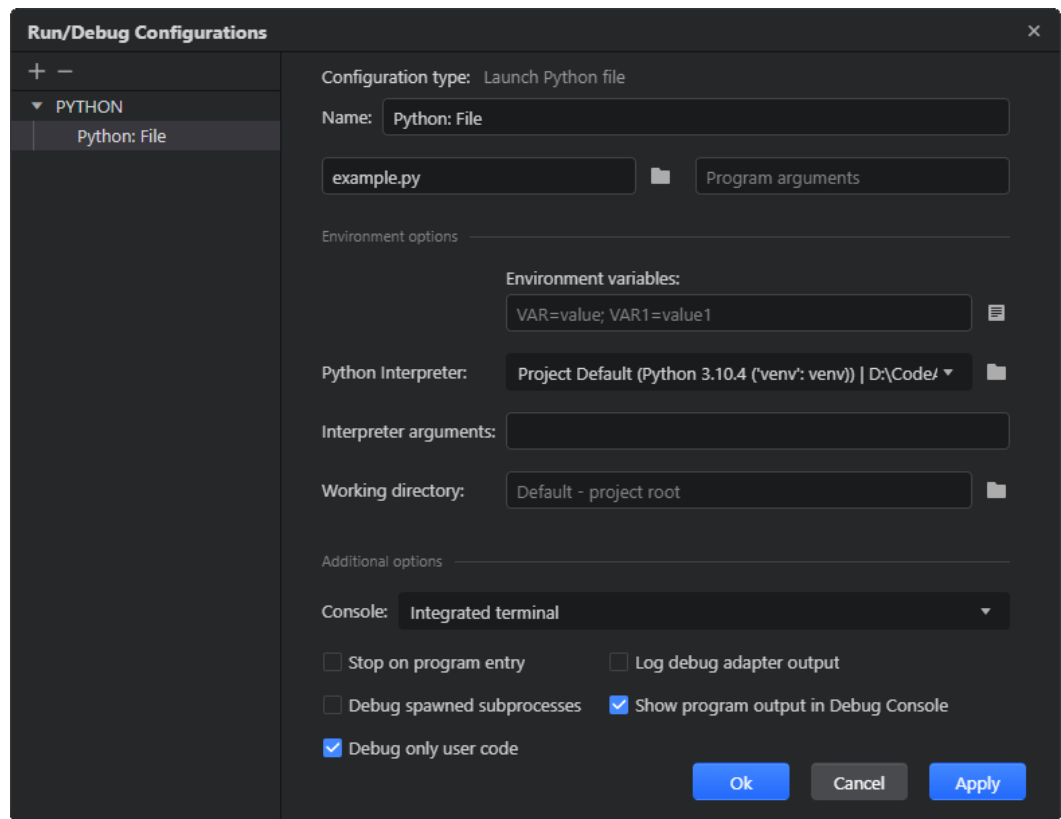 Run/Debug Configurations
PYTHON
Python: File
Configuration type: Launch Python file
Name: Python: File
example.py Program arguments
Environment options
Environment variables:
VAR=value; VAR1=value1
Python Interpreter: Project Default (Python 3.10.4 ('venv': venv)) | D:\Code
Interpreter arguments:
Working directory: Default - project root
Additional options
Console: Integrated terminal
Stop on program entry Log debug adapter output
Debug spawned subprocesses Show program output in Debug Console
Debug only user code
Ok Cancel Apply